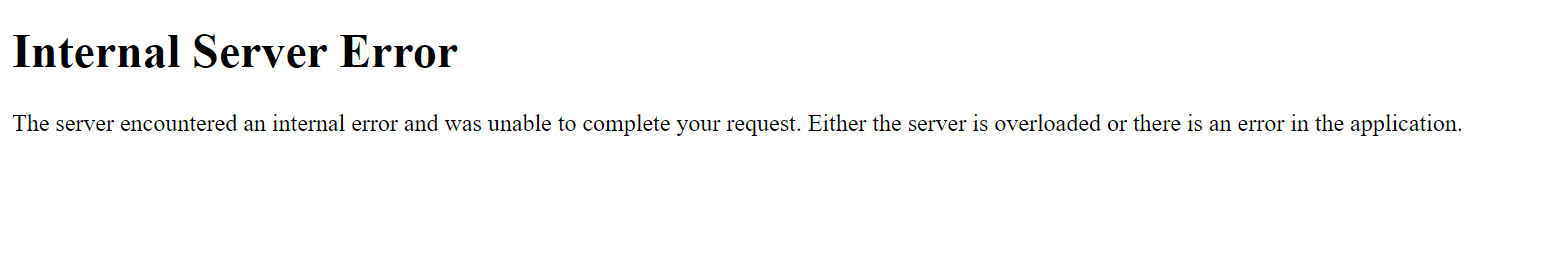 Internal Server Error
The server encountered an internal error and was unable to complete your request. Either the server is overloaded or there is an error in the application.